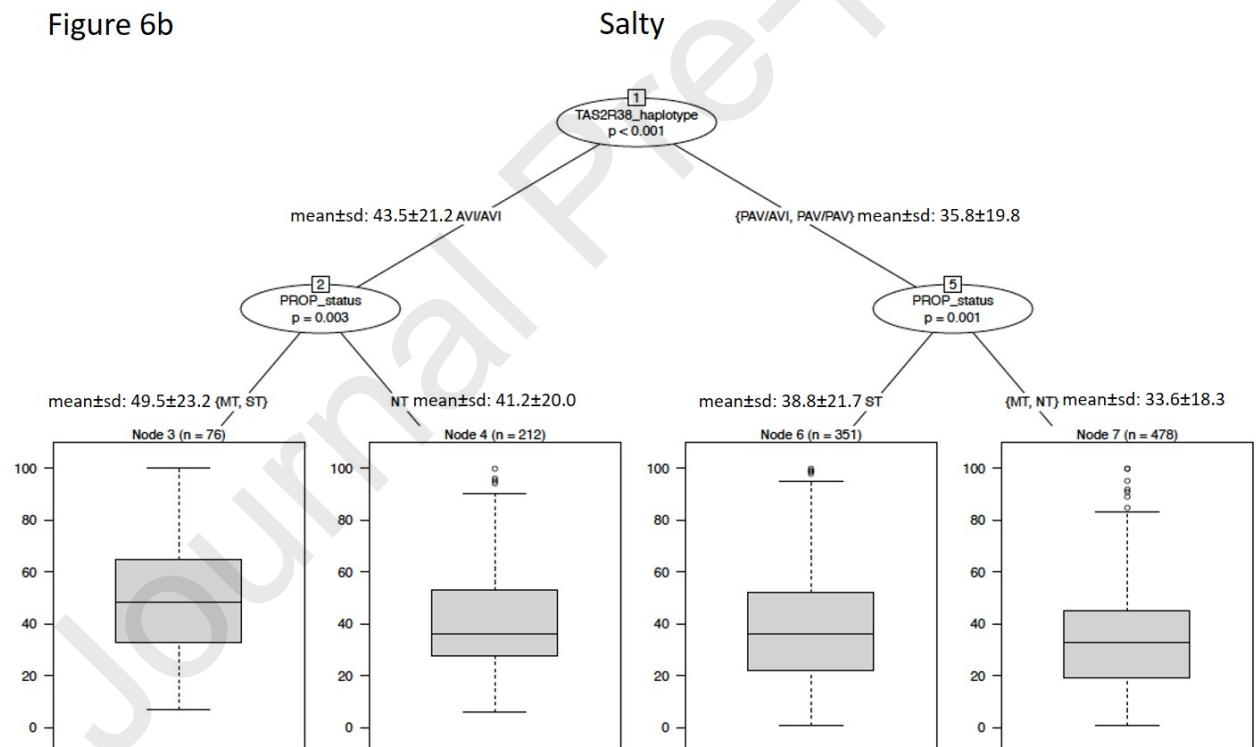 Figure 6b
Salty
1
TAS2R38_haplotype
p < 0.001
mean±sd: 43.5±21.2 AVI/AVI
{PAV/AVI, PAV/PAV} mean±sd: 35.8±19.8
2
PROP_status
p = 0.003
5
PROP_status
p = 0.001
mean±sd: 49.5±23.2 {MT, ST}
NT mean±sd: 41.2±20.0
mean±sd: 38.8±21.7 ST
{MT, NT} mean±sd: 33.6±18.3
Node 3 (n = 76)
100
80
60
40
20
0
Node 4 (n = 212)
100
80
60
40
20
0
Node 6 (n = 351)
100
80
60
40
20
0
Node 7 (n = 478)
100
80
60
40
20
0
Journal Pre-